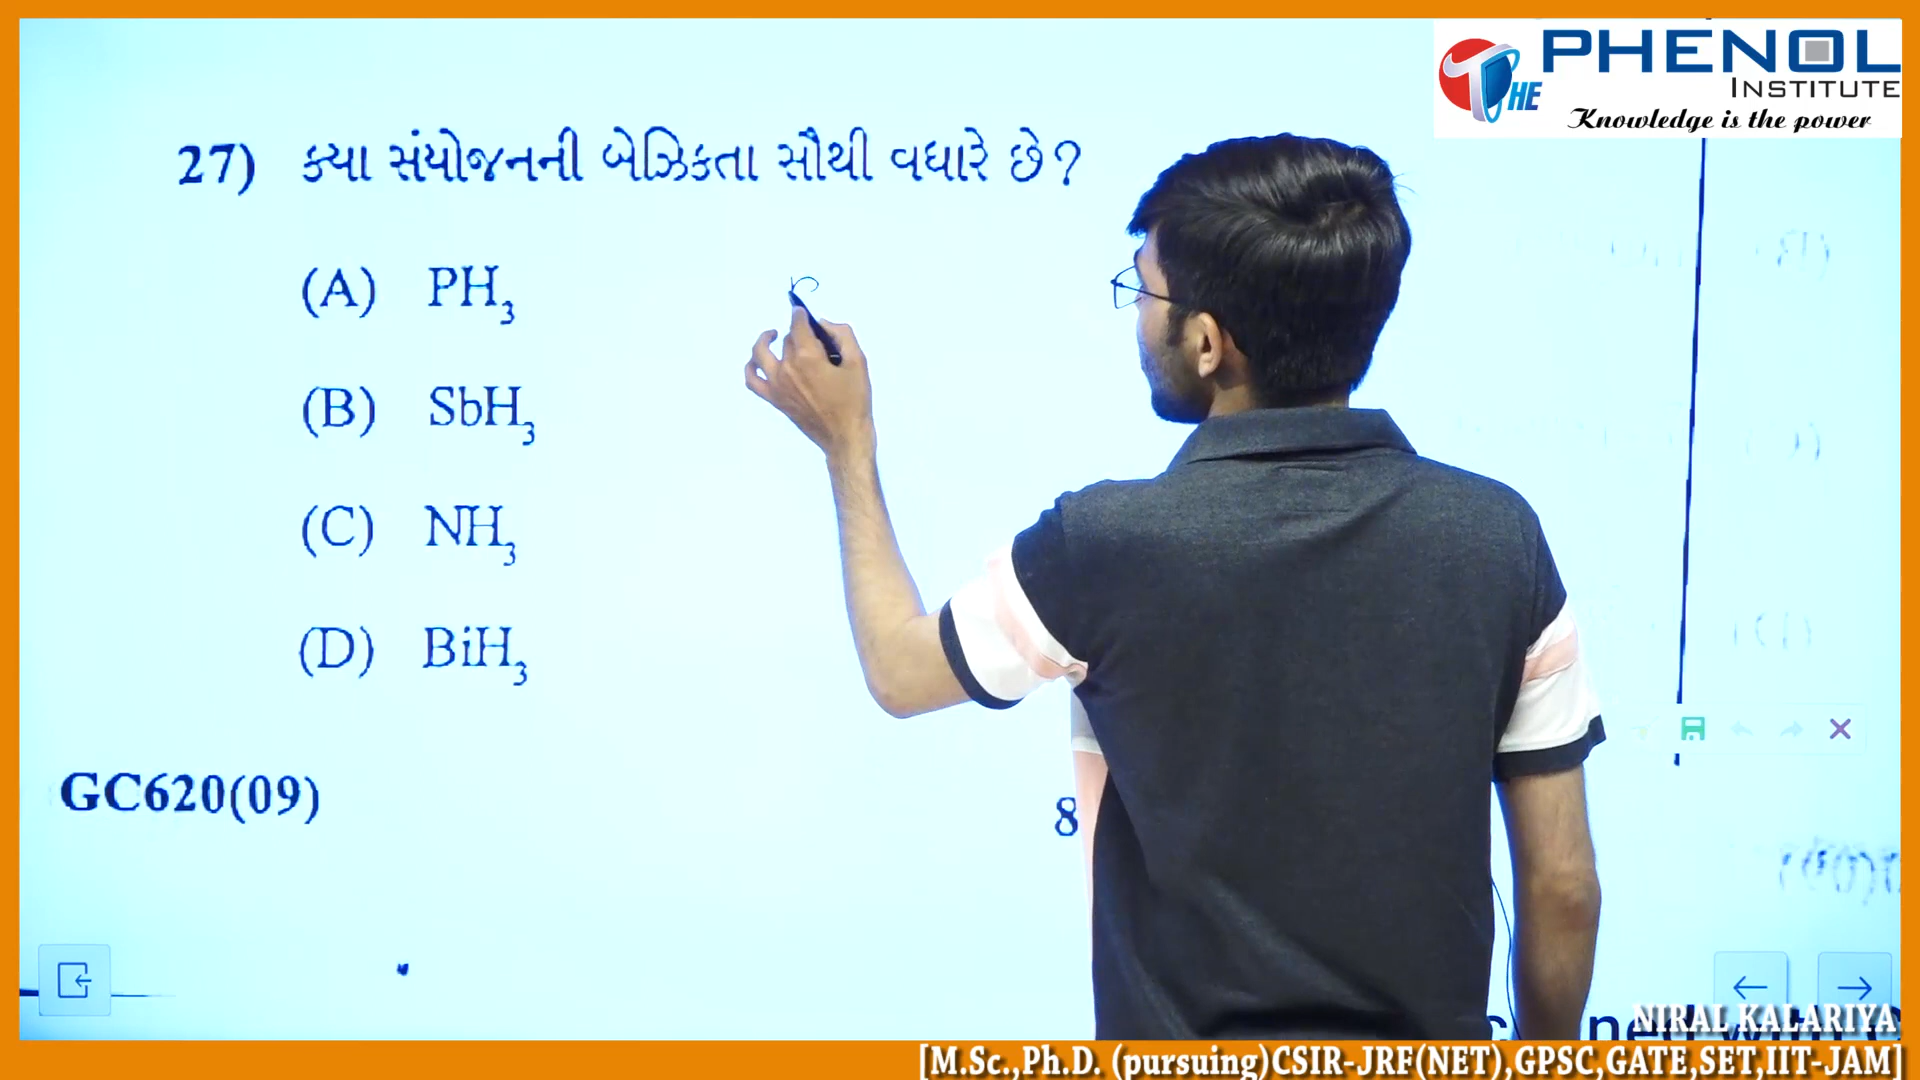 THE PHENOL
INSTITUTE
Knowledge is the power
27) ક્યા સંયોજનની બેઝિકતા સૌથી વધારે છે?
(A) PH₃
(B) SbH₃
(C) NH₃
(D) BiH₃
GC620(09)
8
NIRAL KALARIYA
[M.Sc.,Ph.D. (pursuing)CSIR-JRF(NET),GPSC,GATE,SET,IIT-JAM]